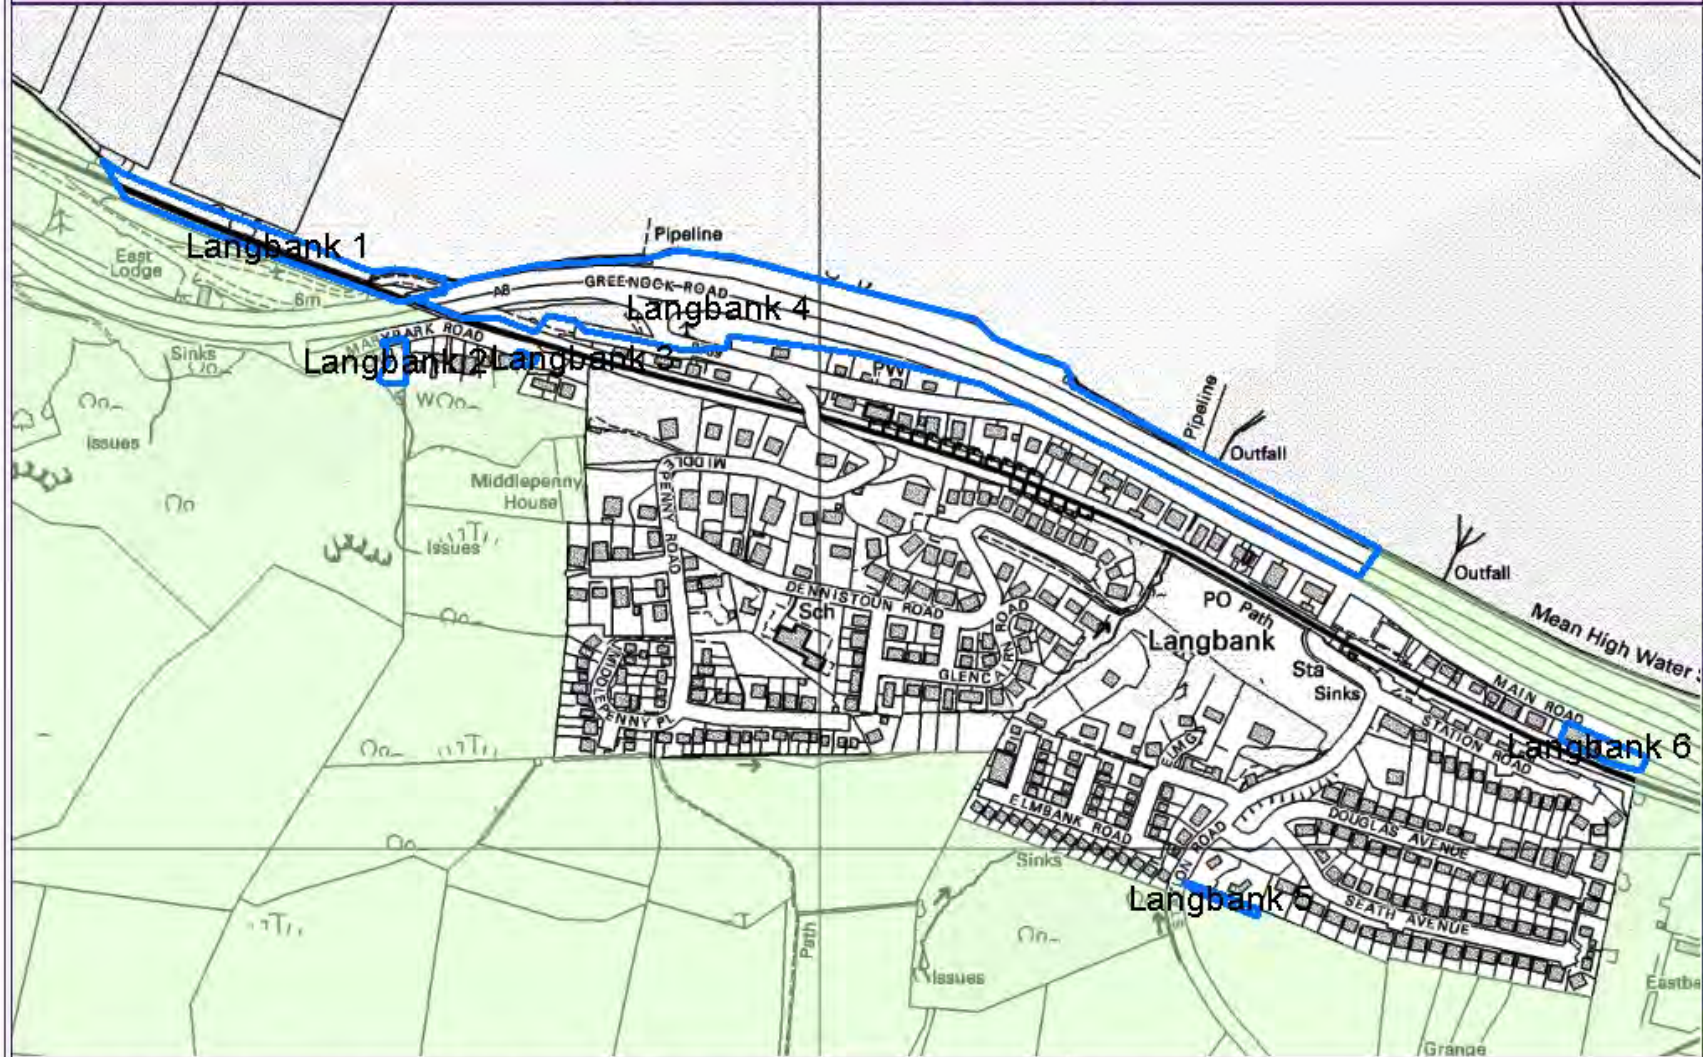 Pipeline
Langbank 1
East
Lodge
6m
A8
GREENOCK ROAD
Langbank 4
MARYPARK ROAD
Sinks
Langbank 2
Langbank 3
PW
Issues
Pipeline
Outfall
MIDDLEPENNY ROAD
Middlepenny
House
Issues
Outfall
DENNISTOUN ROAD
Sch
PO
Path
Langbank
Mean High Water
GLENCAIRN ROAD
Sta
Sinks
MIDDLEPENNY PL
MAIN ROAD
STATION ROAD
Langbank 6
ELMBANK ROAD
DOUGLAS AVENUE
Sinks
Langbank 5
SEATH AVENUE
Path
Issues
Eastba
Grange